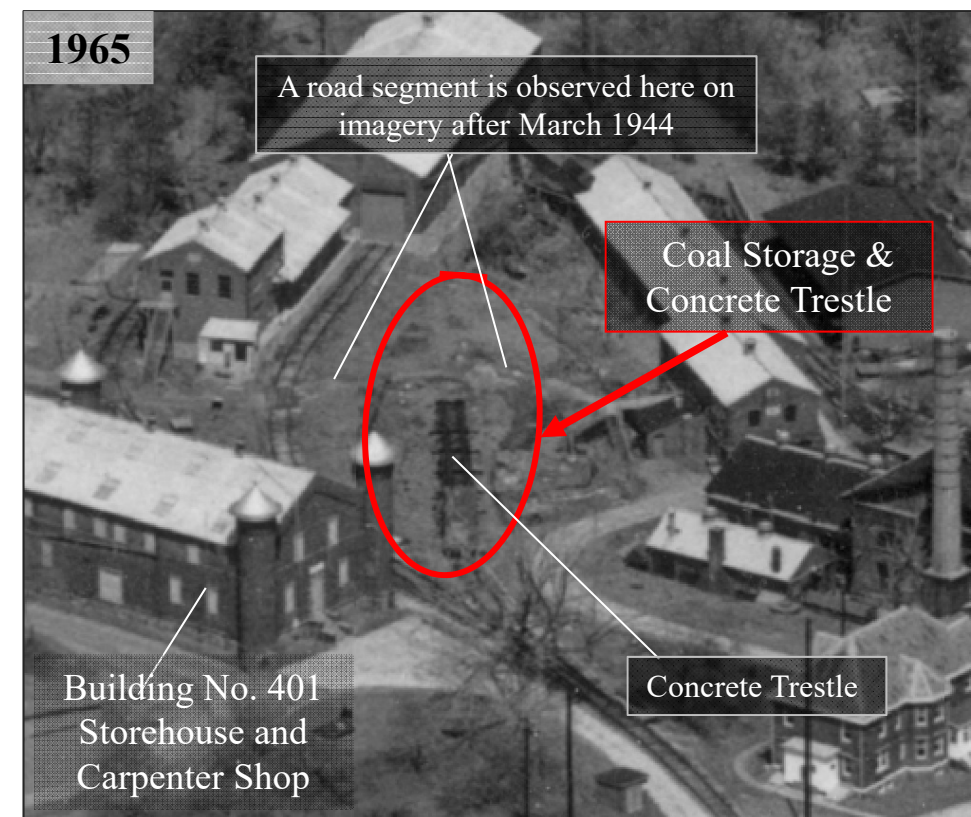 1965
A road segment is observed here on
imagery after March 1944
Coal Storage &
Concrete Trestle
Concrete Trestle
Building No. 401
Storehouse and
Carpenter Shop